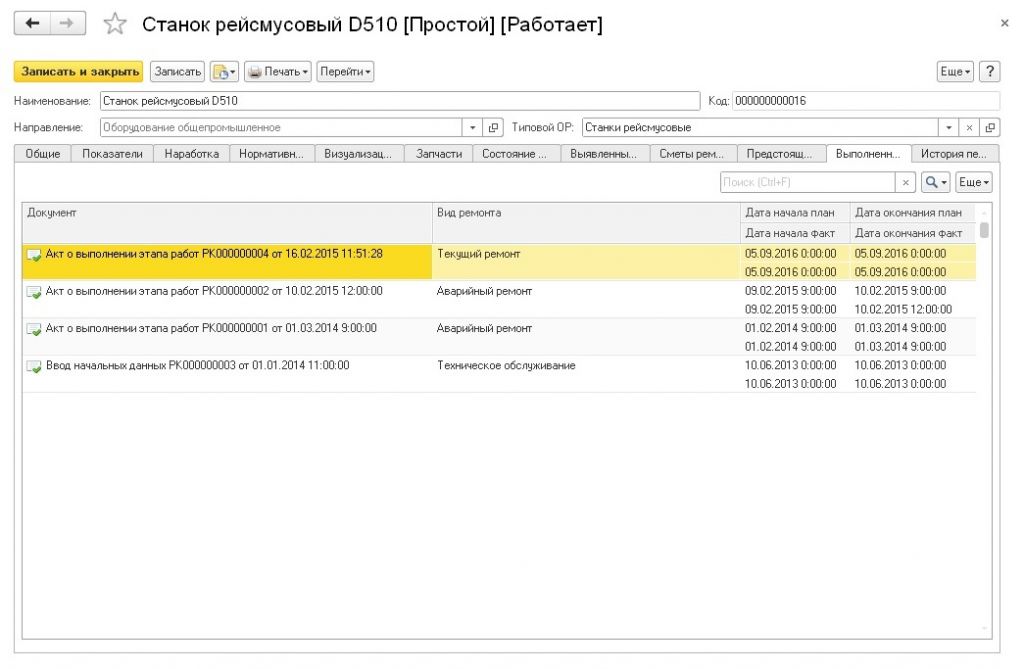 Станок рейсмусовый D510 [Простой] [Работает]
Записать и закрыть Записать Печать Перейти Еще ?
Наименование: Станок рейсмусовый D510 Код: 000000000016
Направление: Оборудование общепромышленное Типовой ОР: Станки рейсмусовые
Общие Показатели Наработка Нормативн... Визуализац... Запчасти Состояние ... Выявленны... Сметы рем... Предстоящ... Выполненн... История пе...
Поиск (Ctrl+F) × Еще
Документ Вид ремонта Дата начала план Дата окончания план
Дата начала факт Дата окончания факт
Акт о выполнении этапа работ РК000000004 от 16.02.2015 11:51:28 Текущий ремонт 05.09.2016 0:00:00 05.09.2016 0:00:00
05.09.2016 0:00:00 05.09.2016 0:00:00
Акт о выполнении этапа работ РК000000002 от 10.02.2015 12:00:00 Аварийный ремонт 09.02.2015 9:00:00 10.02.2015 9:00:00
09.02.2015 9:00:00 10.02.2015 12:00:00
Акт о выполнении этапа работ РК000000001 от 01.03.2014 9:00:00 Аварийный ремонт 01.02.2014 9:00:00 01.03.2014 9:00:00
01.02.2014 9:00:00 01.03.2014 9:00:00
Ввод начальных данных РК000000003 от 01.01.2014 11:00:00 Техническое обслуживание 10.06.2013 0:00:00 10.06.2013 0:00:00
10.06.2013 0:00:00 10.06.2013 0:00:00